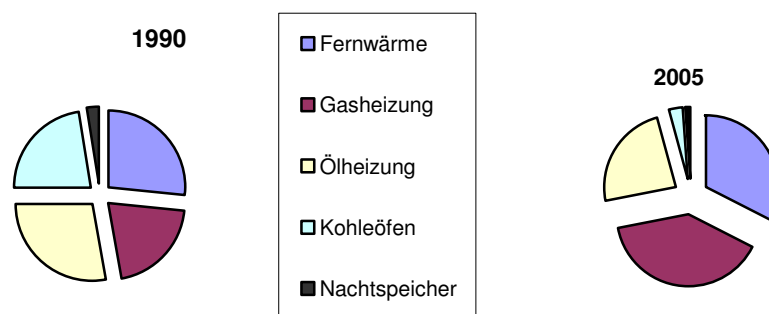 1990
Fernwärme
Gasheizung
Ölheizung
Kohleöfen
Nachtspeicher
2005